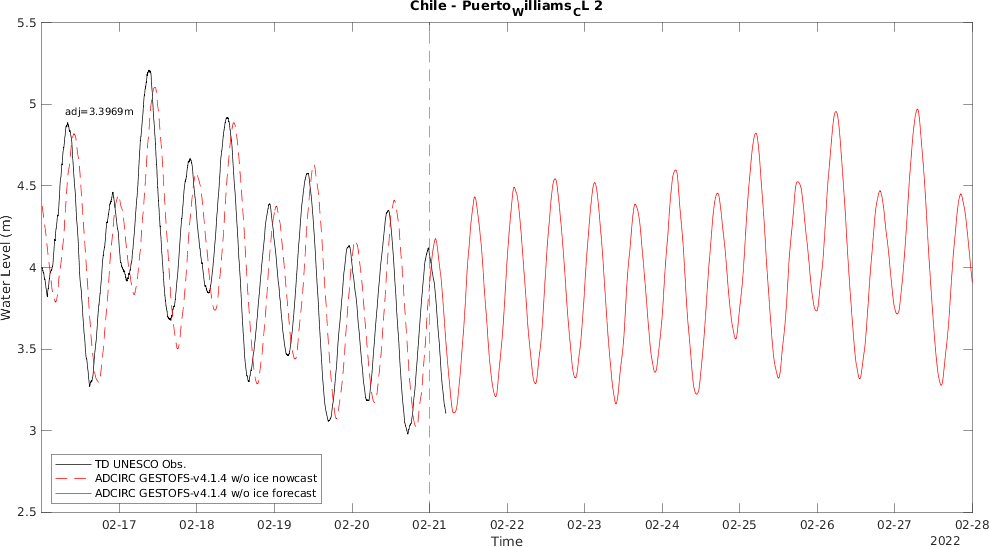 Chile - PuertoWilliamsCL 2
5.5
5
4.5
4
3.5
3
2.5
Water Level (m)
adj=3.3969m
TD UNESCO Obs.
ADCIRC GESTOFS-v4.1.4 w/o ice nowcast
ADCIRC GESTOFS-v4.1.4 w/o ice forecast
02-17 02-18 02-19 02-20 02-21 02-22 02-23 02-24 02-25 02-26 02-27 02-28
Time
2022